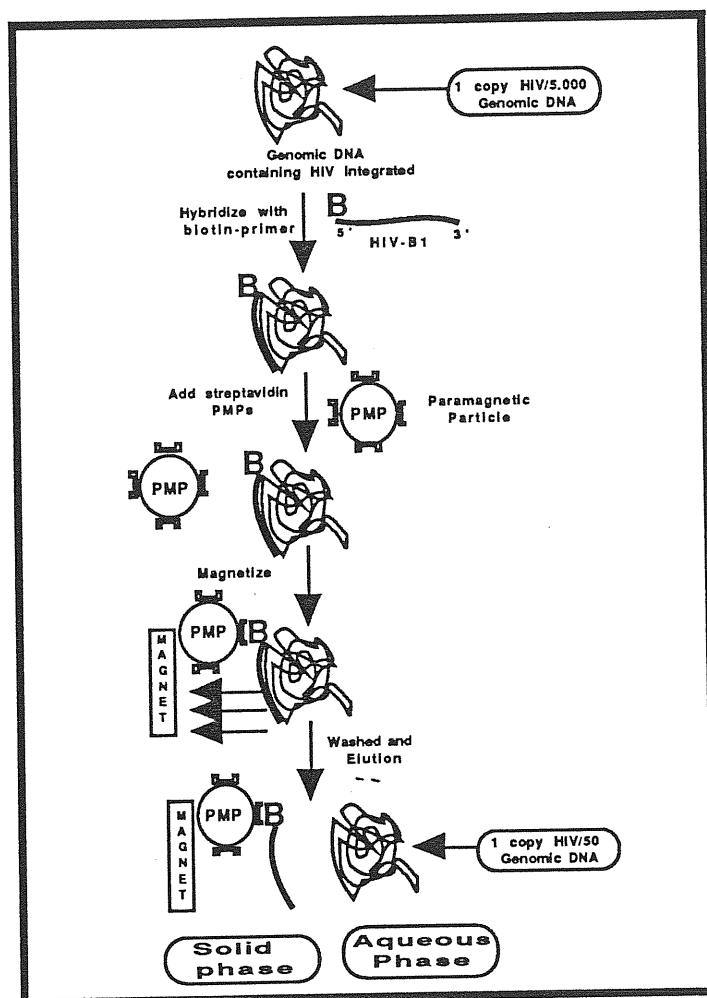 1 copy HIV/5.000
Genomic DNA
Genomic DNA
containing HIV Integrated
Hybridize with
biotin-primer
B
5' 3'
HIV-B1
B
Add streptavidin
PMPs
PMP
Paramagnetic
Particle
B
PMP
Magnetize
PMP
B
MAGNET
Washed and
Elution
PMP
B
MAGNET
1 copy HIV/50
Genomic DNA
Solid
phase
Aqueous
Phase